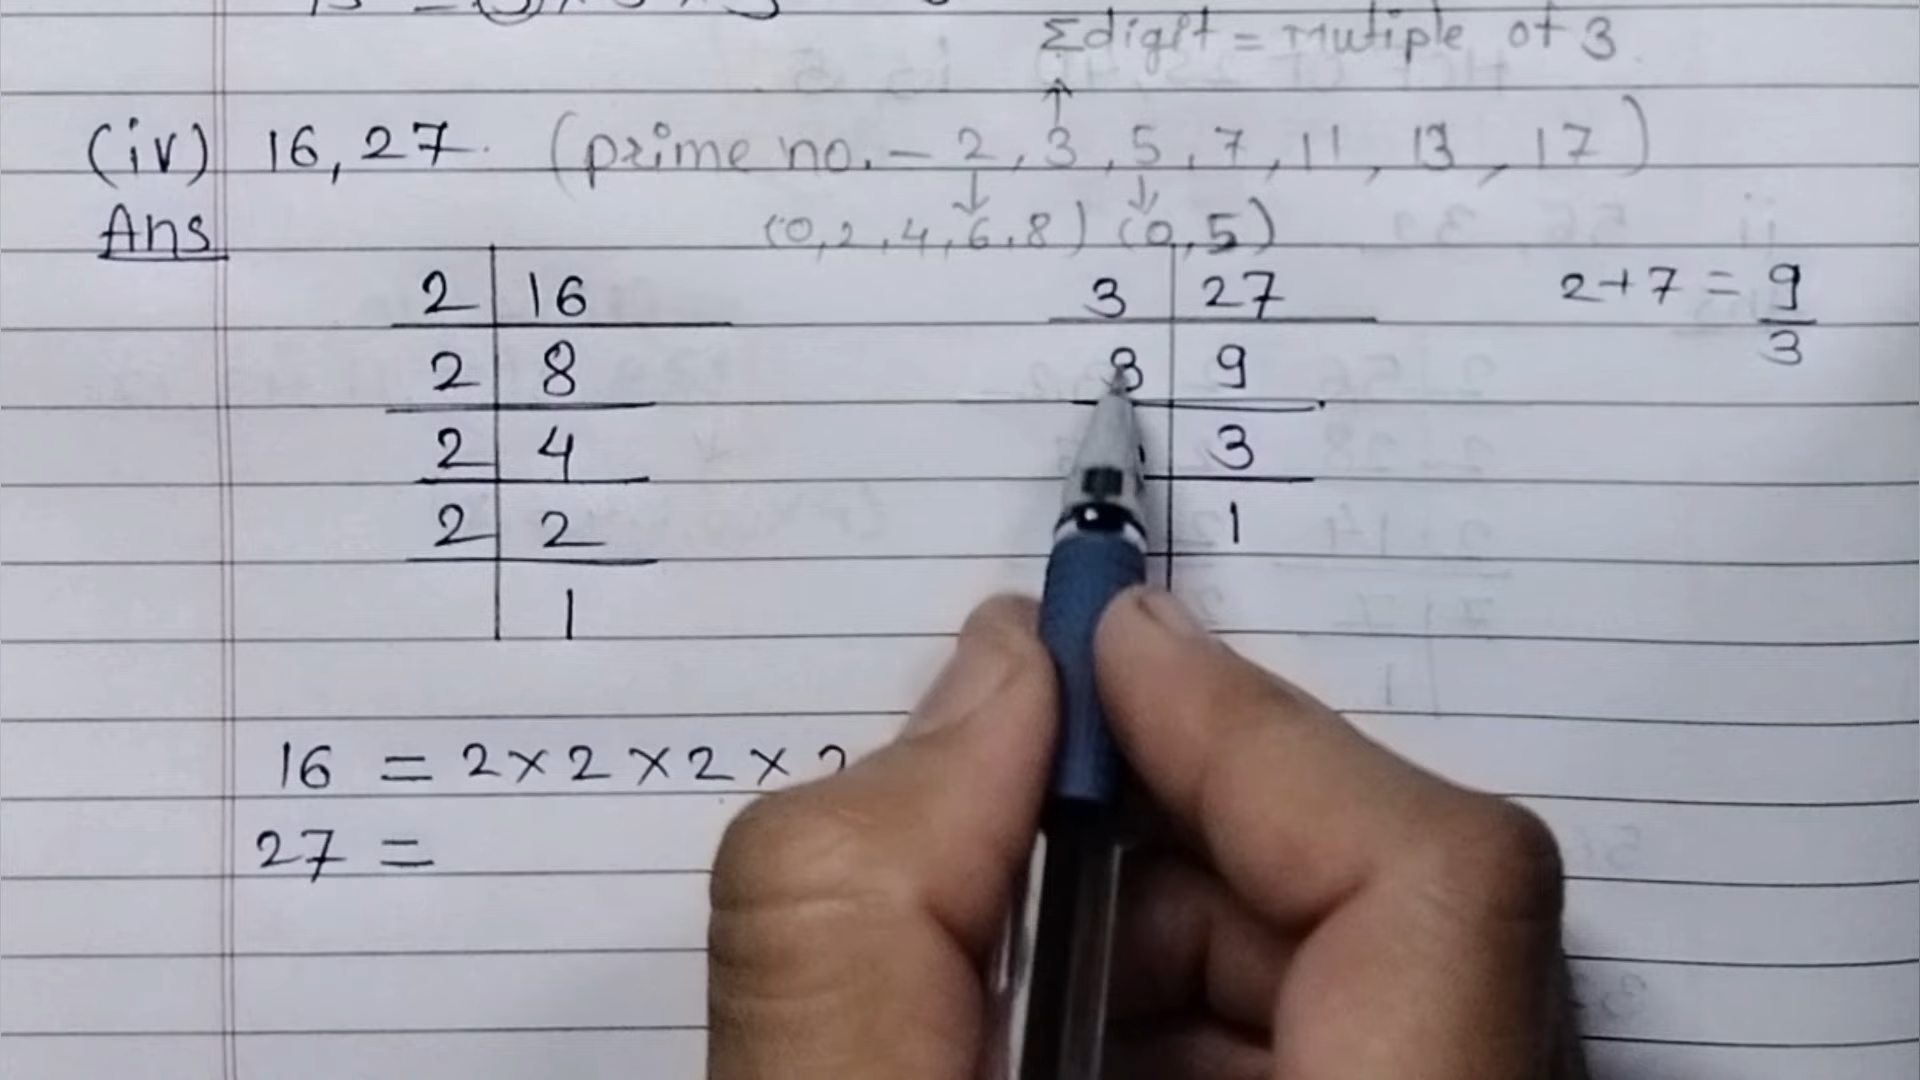 Σdigit = mutiple of 3
(iv) 16, 27. (prime no. - 2, 3, 5, 7, 11, 13, 17)
Ans (0,2,4,6,8) (0,5)
2 | 16
2 | 8
2 | 4
2 | 2
1
3 | 27
3 | 9
3
1
2+7 = 9
3
16 = 2×2×2×2
27 =